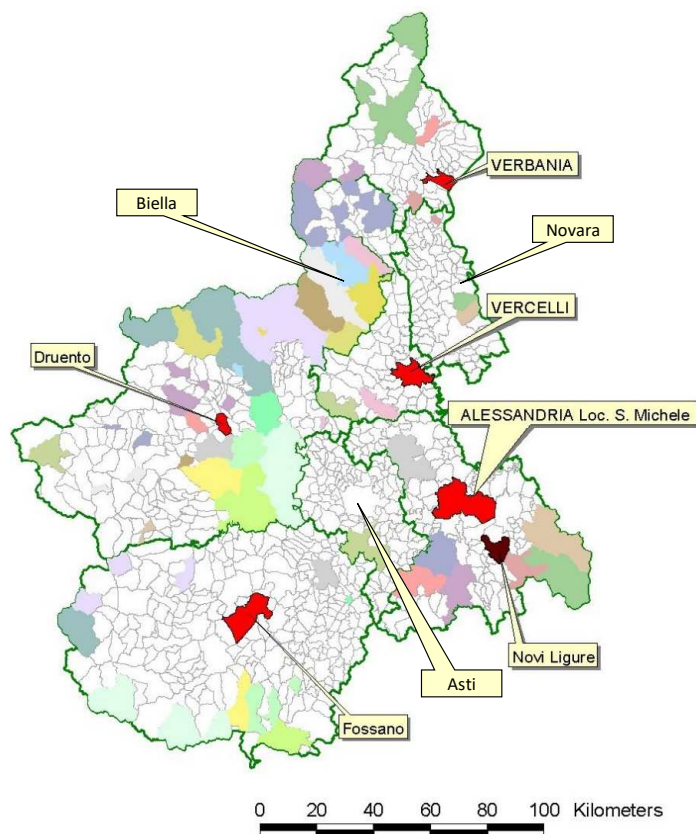 VERBANIA
Biella
Novara
VERCELLI
Druento
ALESSANDRIA Loc. S. Michele
Novi Ligure
Asti
Fossano
0 20 40 60 80 100 Kilometers